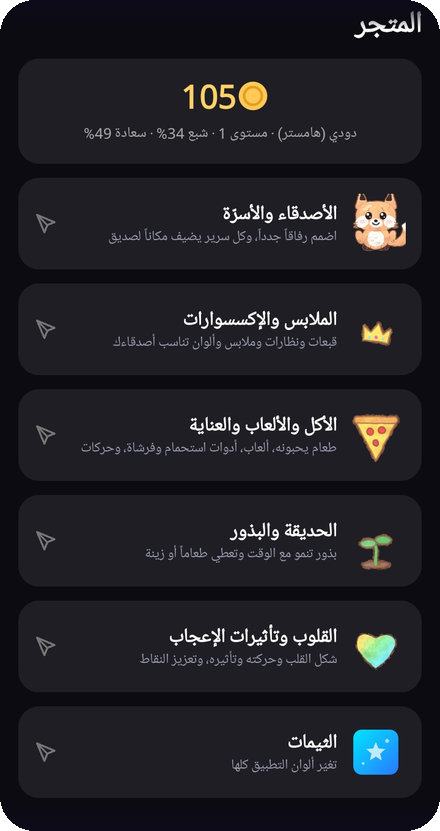 المتجر
105
دودي (هامستر) · مستوى 1 · شبع 34% · سعادة 49%
الأصدقاء والأسرّة
اضمم رفاقاً جدداً، وكل سرير يضيف مكاناً لصديق
الملابس والإكسسوارات
قبعات ونظارات وملابس وألوان تناسب أصدقاءك
الأكل والألعاب والعناية
طعام يحبونه، ألعاب، أدوات استحمام وفرشاة، وحركات
الحديقة والبذور
بذور تنمو مع الوقت وتعطي طعاماً أو زينة
القلوب وتأثيرات الإعجاب
شكل القلب وحركته وتأثيره، وتعزيز النقاط
الثيمات
تغيّر ألوان التطبيق كلها